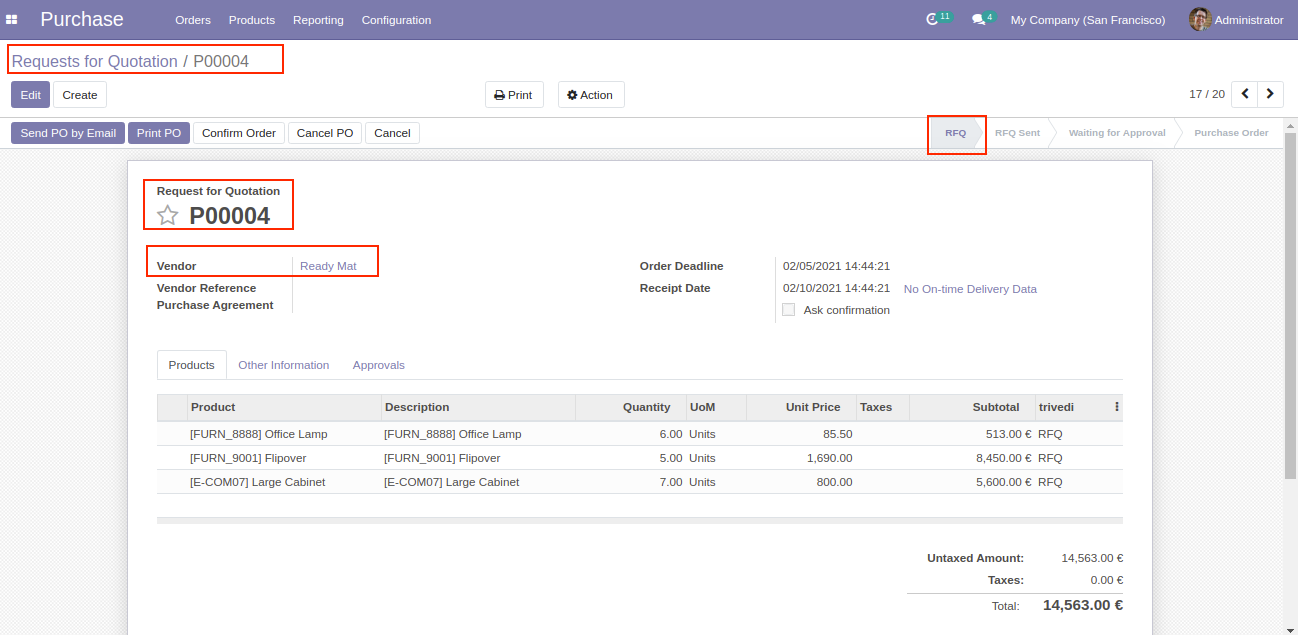 Purchase Orders Products Reporting Configuration 11 4 My Company (San Francisco) Administrator
Requests for Quotation / P00004
Edit Create Print Action 17 / 20
Send PO by Email Print PO Confirm Order Cancel PO Cancel RFQ RFQ Sent Waiting for Approval Purchase Order
Request for Quotation
P00004
Vendor Ready Mat Order Deadline 02/05/2021 14:44:21
Vendor Reference Receipt Date 02/10/2021 14:44:21 No On-time Delivery Data
Purchase Agreement Ask confirmation
Products Other Information Approvals
Product Description Quantity UoM Unit Price Taxes Subtotal trivedi
[FURN_8888] Office Lamp [FURN_8888] Office Lamp 6.00 Units 85.50 513.00 € RFQ
[FURN_9001] Flipover [FURN_9001] Flipover 5.00 Units 1,690.00 8,450.00 € RFQ
[E-COM07] Large Cabinet [E-COM07] Large Cabinet 7.00 Units 800.00 5,600.00 € RFQ
Untaxed Amount: 14,563.00 €
Taxes: 0.00 €
Total: 14,563.00 €